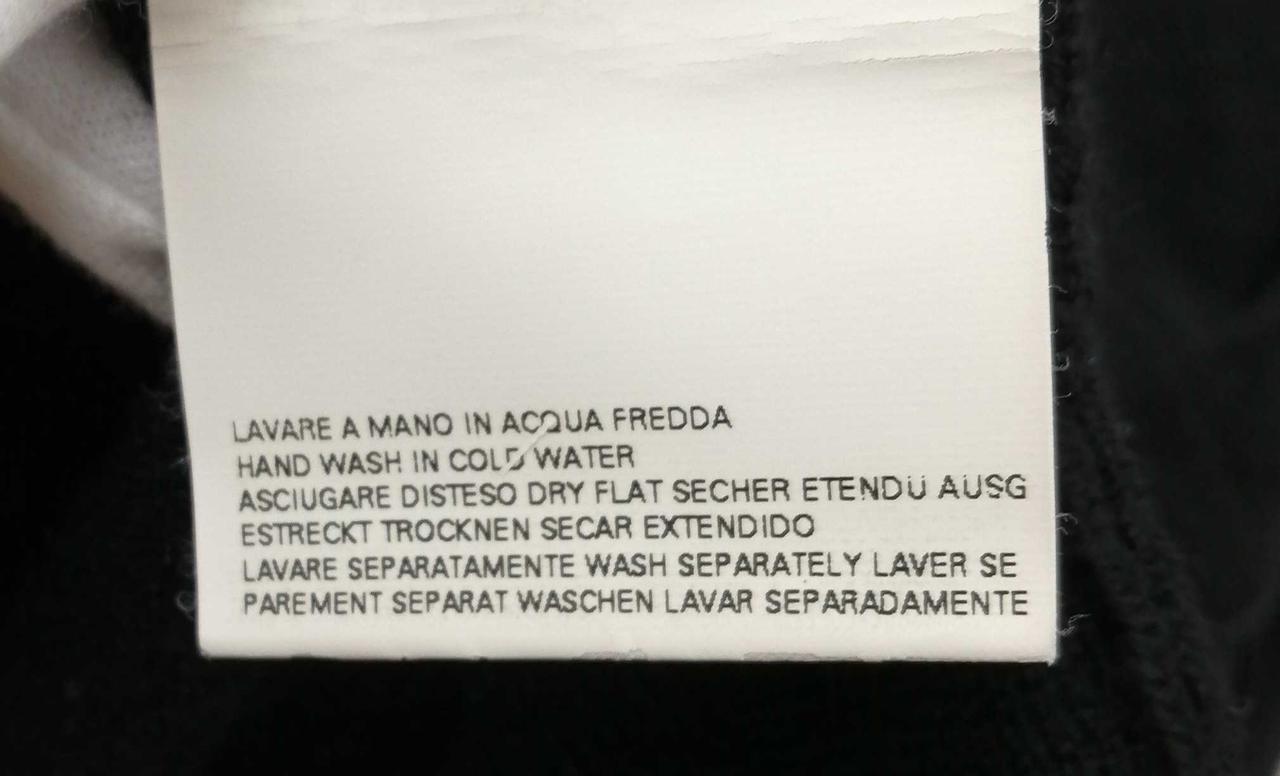 LAVARE A MANO IN ACQUA FREDDA
HAND WASH IN COLD WATER
ASCIUGARE DISTESO DRY FLAT SECHER ETENDÜ AUSG
ESTRECKT TROCKNEN SECAR EXTENDIDO
LAVARE SEPARATAMENTE WASH SEPARATELY LAVER SE
PAREMENT SEPARAT WASCHEN LAVAR SEPARADAMENTE